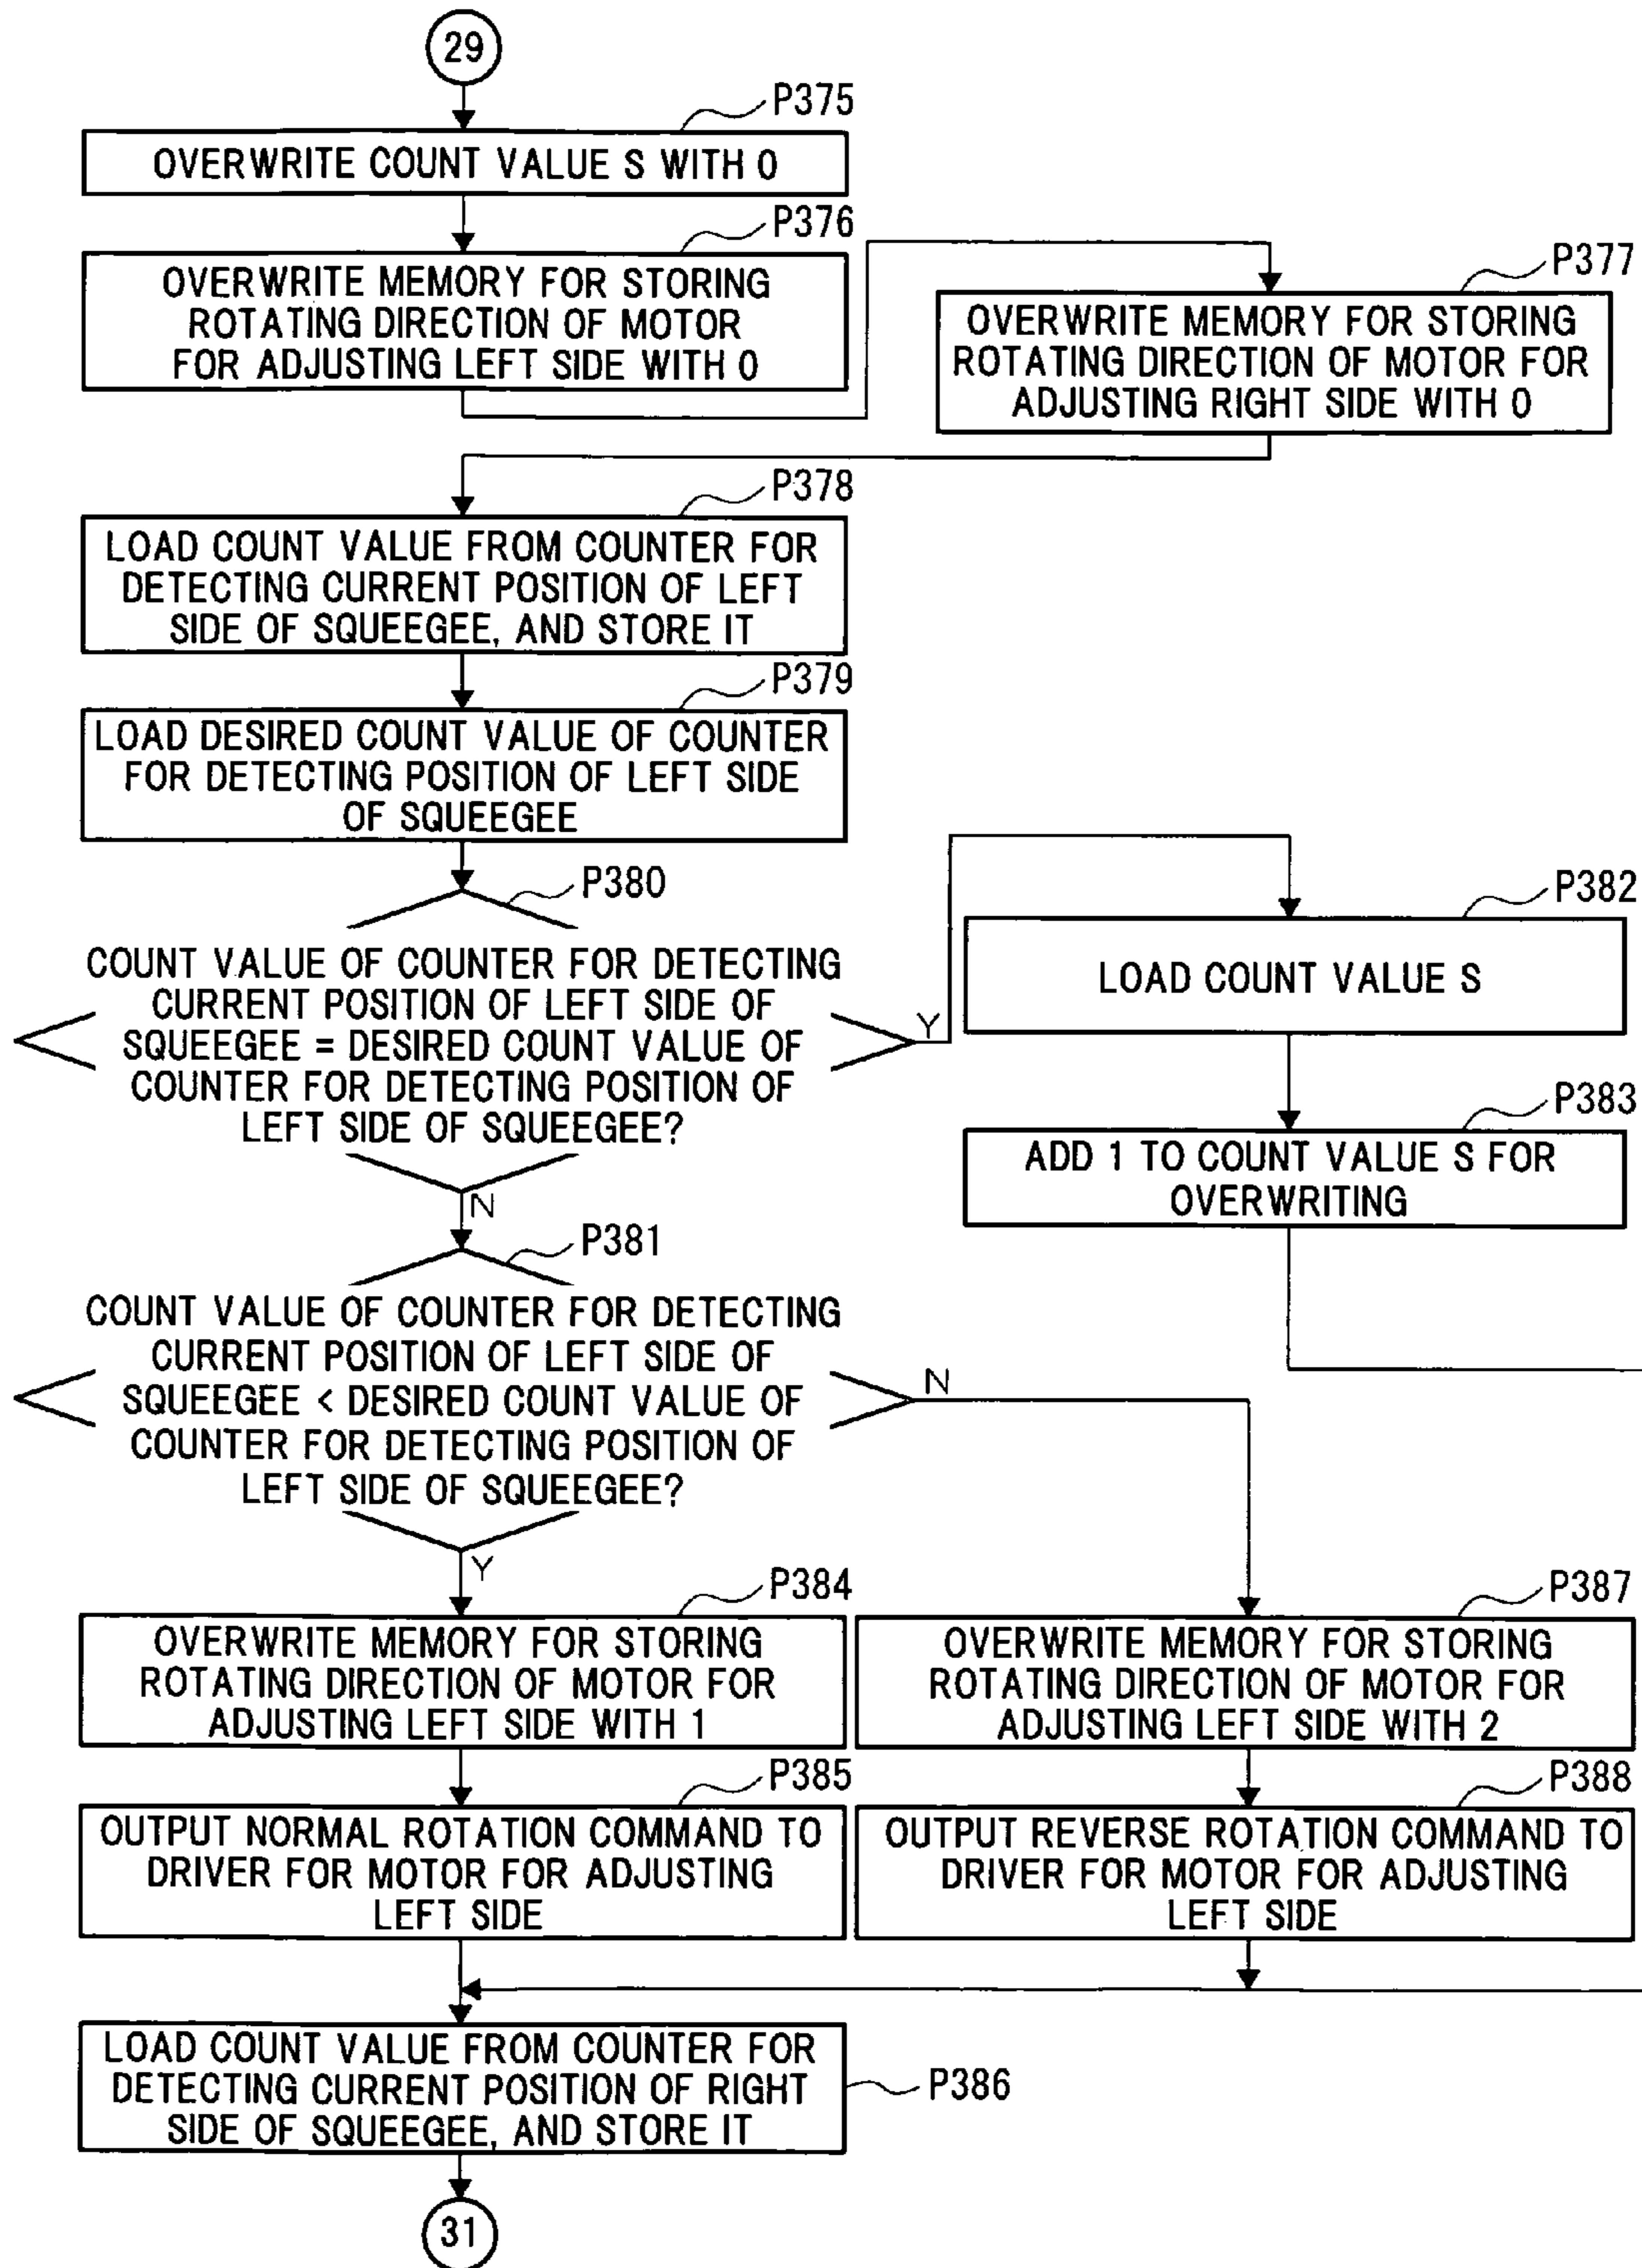 29
P375
OVERWRITE COUNT VALUE S WITH 0
P376
OVERWRITE MEMORY FOR STORING
ROTATING DIRECTION OF MOTOR
FOR ADJUSTING LEFT SIDE WITH 0
P377
OVERWRITE MEMORY FOR STORING
ROTATING DIRECTION OF MOTOR FOR
ADJUSTING RIGHT SIDE WITH 0
P378
LOAD COUNT VALUE FROM COUNTER FOR
DETECTING CURRENT POSITION OF LEFT
SIDE OF SQUEEGEE, AND STORE IT
P379
LOAD DESIRED COUNT VALUE OF COUNTER
FOR DETECTING POSITION OF LEFT SIDE
OF SQUEEGEE
P380
COUNT VALUE OF COUNTER FOR DETECTING
CURRENT POSITION OF LEFT SIDE OF
SQUEEGEE = DESIRED COUNT VALUE OF
COUNTER FOR DETECTING POSITION OF
LEFT SIDE OF SQUEEGEE?
Y
N
P382
LOAD COUNT VALUE S
P383
ADD 1 TO COUNT VALUE S FOR
OVERWRITING
P381
COUNT VALUE OF COUNTER FOR DETECTING
CURRENT POSITION OF LEFT SIDE OF
SQUEEGEE < DESIRED COUNT VALUE OF
COUNTER FOR DETECTING POSITION OF
LEFT SIDE OF SQUEEGEE?
N
Y
P384
OVERWRITE MEMORY FOR STORING
ROTATING DIRECTION OF MOTOR FOR
ADJUSTING LEFT SIDE WITH 1
P387
OVERWRITE MEMORY FOR STORING
ROTATING DIRECTION OF MOTOR FOR
ADJUSTING LEFT SIDE WITH 2
P385
OUTPUT NORMAL ROTATION COMMAND TO
DRIVER FOR MOTOR FOR ADJUSTING
LEFT SIDE
P388
OUTPUT REVERSE ROTATION COMMAND TO
DRIVER FOR MOTOR FOR ADJUSTING
LEFT SIDE
LOAD COUNT VALUE FROM COUNTER FOR
DETECTING CURRENT POSITION OF RIGHT
SIDE OF SQUEEGEE, AND STORE IT
P386
31